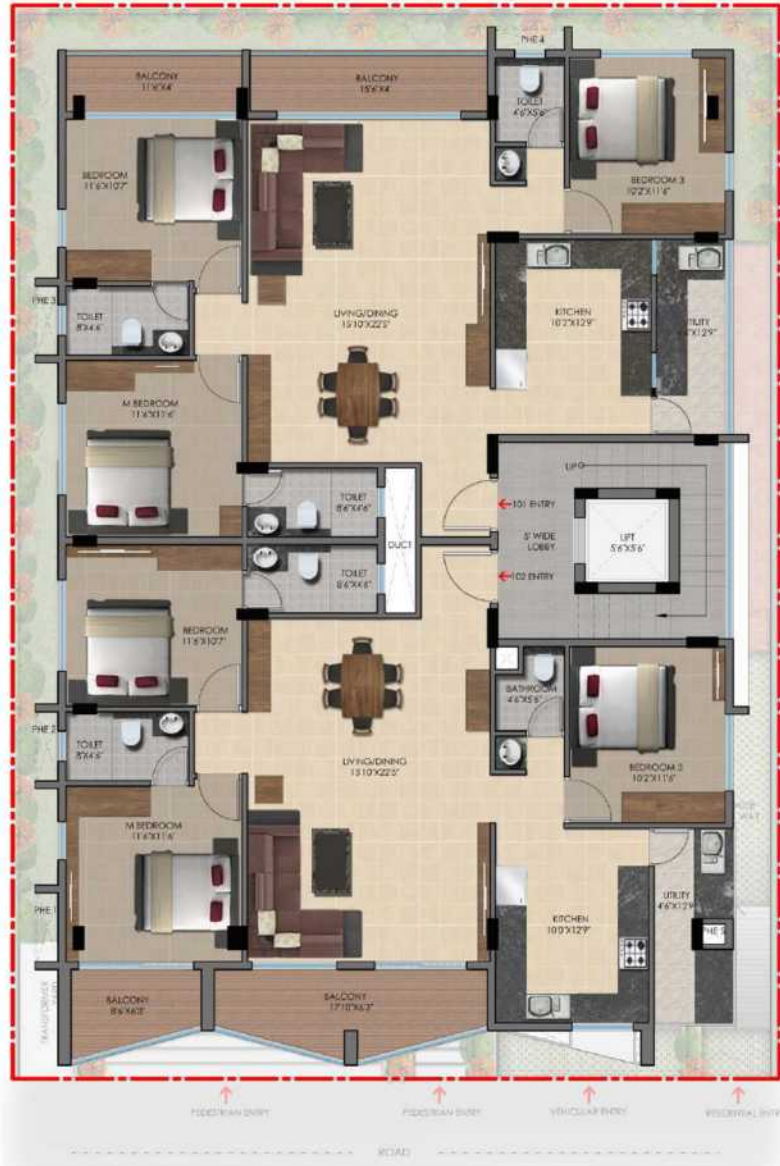 PHE 4
BALCONY
11'6"X4'
BALCONY
15'6"X4'
TOILET
4'6"X5'6"
BEDROOM
11'6"X10'7"
BEDROOM 3
10'2"X11'6"
PHE 3
TOILET
8'X4'6"
LIVING/DINING
15'10"X22'5"
KITCHEN
10'2"X12'9"
UTILITY
M BEDROOM
11'6"X11'6"
UP
TOILET
8'6"X4'6"
101 ENTRY
DUCT
5' WIDE
LOBBY
LIFT
5'6"X5'6"
TOILET
8'6"X4'6"
102 ENTRY
BEDROOM
11'6"X10'7"
BATHROOM
4'6"X5'6"
PHE 2
TOILET
8'X4'6"
LIVING/DINING
15'10"X22'5"
BEDROOM 3
10'2"X11'6"
M BEDROOM
11'6"X11'6"
PHE 1
KITCHEN
10'0"X12'9"
UTILITY
4'6"X12'9"
PHE 5
TRANSFORMER
YARD
BALCONY
8'6"X6'3"
BALCONY
17'10"X6'3"
PEDESTRIAN ENTRY
PEDESTRIAN ENTRY
VEHICULAR ENTRY
RESIDENTIAL ENT
ROAD